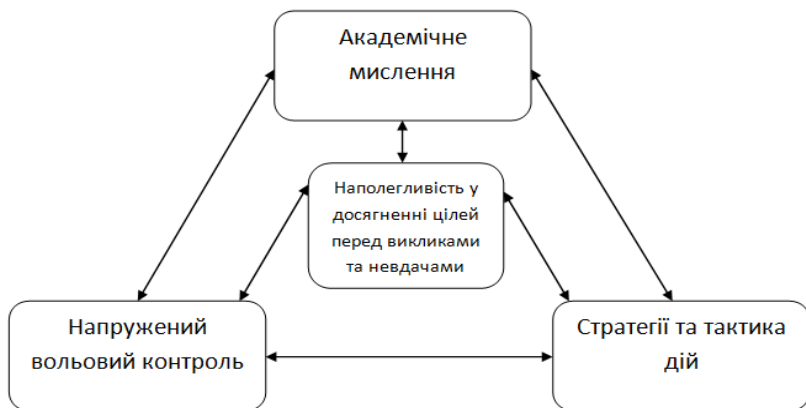 Академічне
мислення
Наполегливість у
досягненні цілей
перед викликами
та невдачами
Напружений
вольовий контроль
Стратегії та тактика
дій